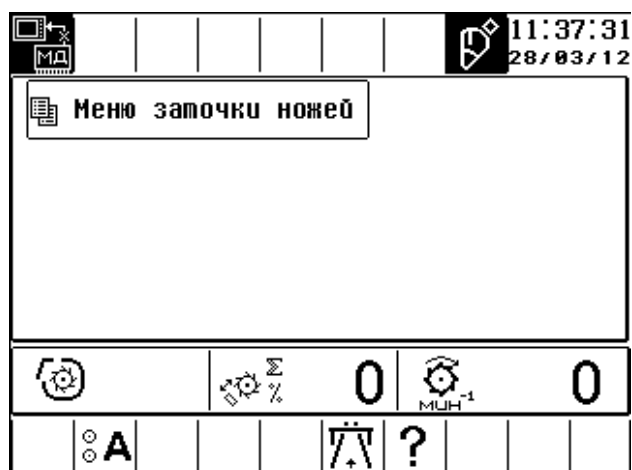 11:37:31
МД
28/03/12
Меню заточки ножей
Σ
% 0 МИН⁻¹ 0
A ?